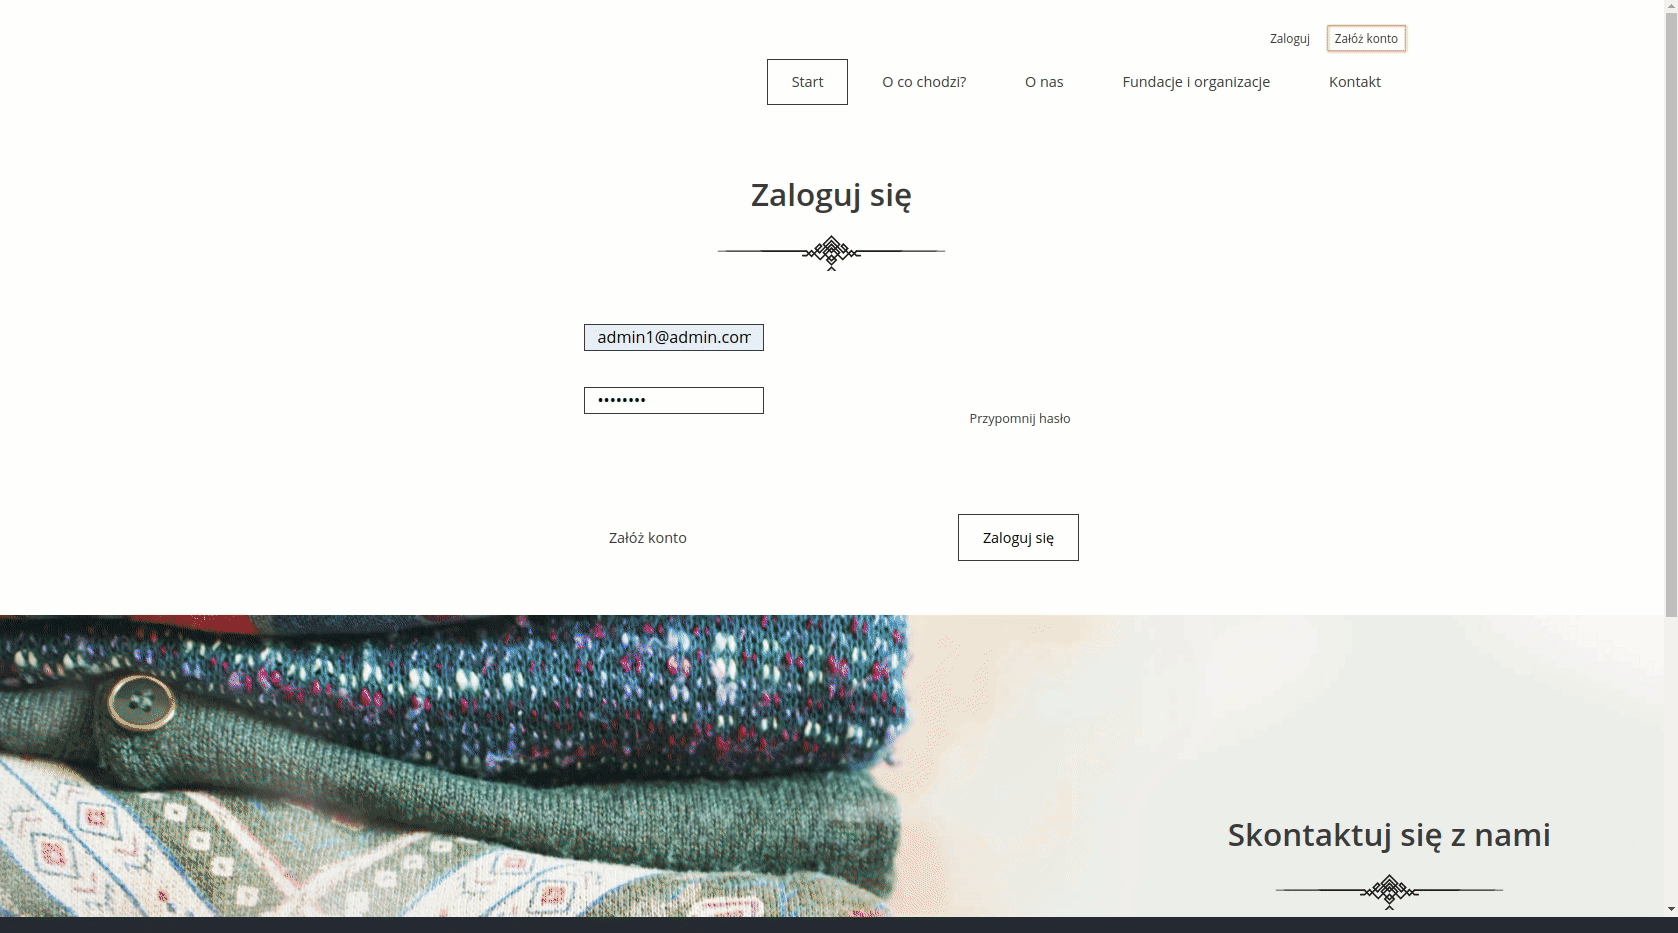 Zaloguj Załóż konto
Start O co chodzi? O nas Fundacje i organizacje Kontakt
Zaloguj się
admin1@admin.com
••••••••
Przypomnij hasło
Załóż konto Zaloguj się
Skontaktuj się z nami